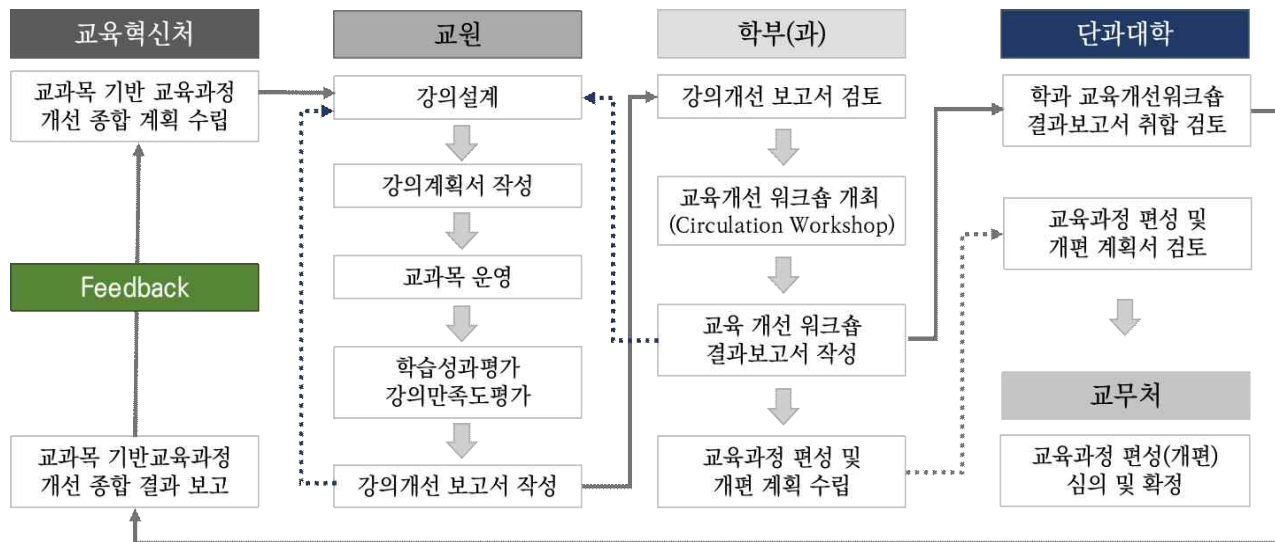 교육혁신처
교과목 기반 교육과정
개선 종합 계획 수립
Feedback
교과목 기반교육과정
개선 종합 결과 보고
교원
강의설계
강의계획서 작성
교과목 운영
학습성과평가
강의만족도평가
강의개선 보고서 작성
학부(과)
강의개선 보고서 검토
교육개선 워크숍 개최
(Circulation Workshop)
교육 개선 워크숍
결과보고서 작성
교육과정 편성 및
개편 계획 수립
단과대학
학과 교육개선워크숍
결과보고서 취합 검토
교육과정 편성 및
개편 계획서 검토
교무처
교육과정 편성(개편)
심의 및 확정